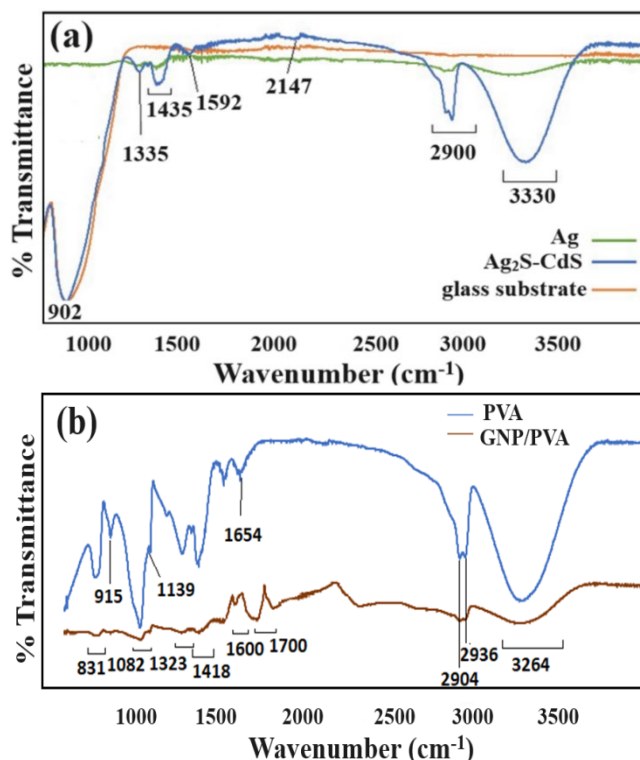 (a)
% Transmittance
1435
1592
2147
1335
2900
3330
902
Ag
Ag₂S-CdS
glass substrate
1000 1500 2000 2500 3000 3500
Wavenumber (cm⁻¹)
(b)
% Transmittance
PVA
GNP/PVA
1654
915
1139
831
1082
1323
1418
1600
1700
2936
2904
3264
1000 1500 2000 2500 3000 3500
Wavenumber (cm⁻¹)